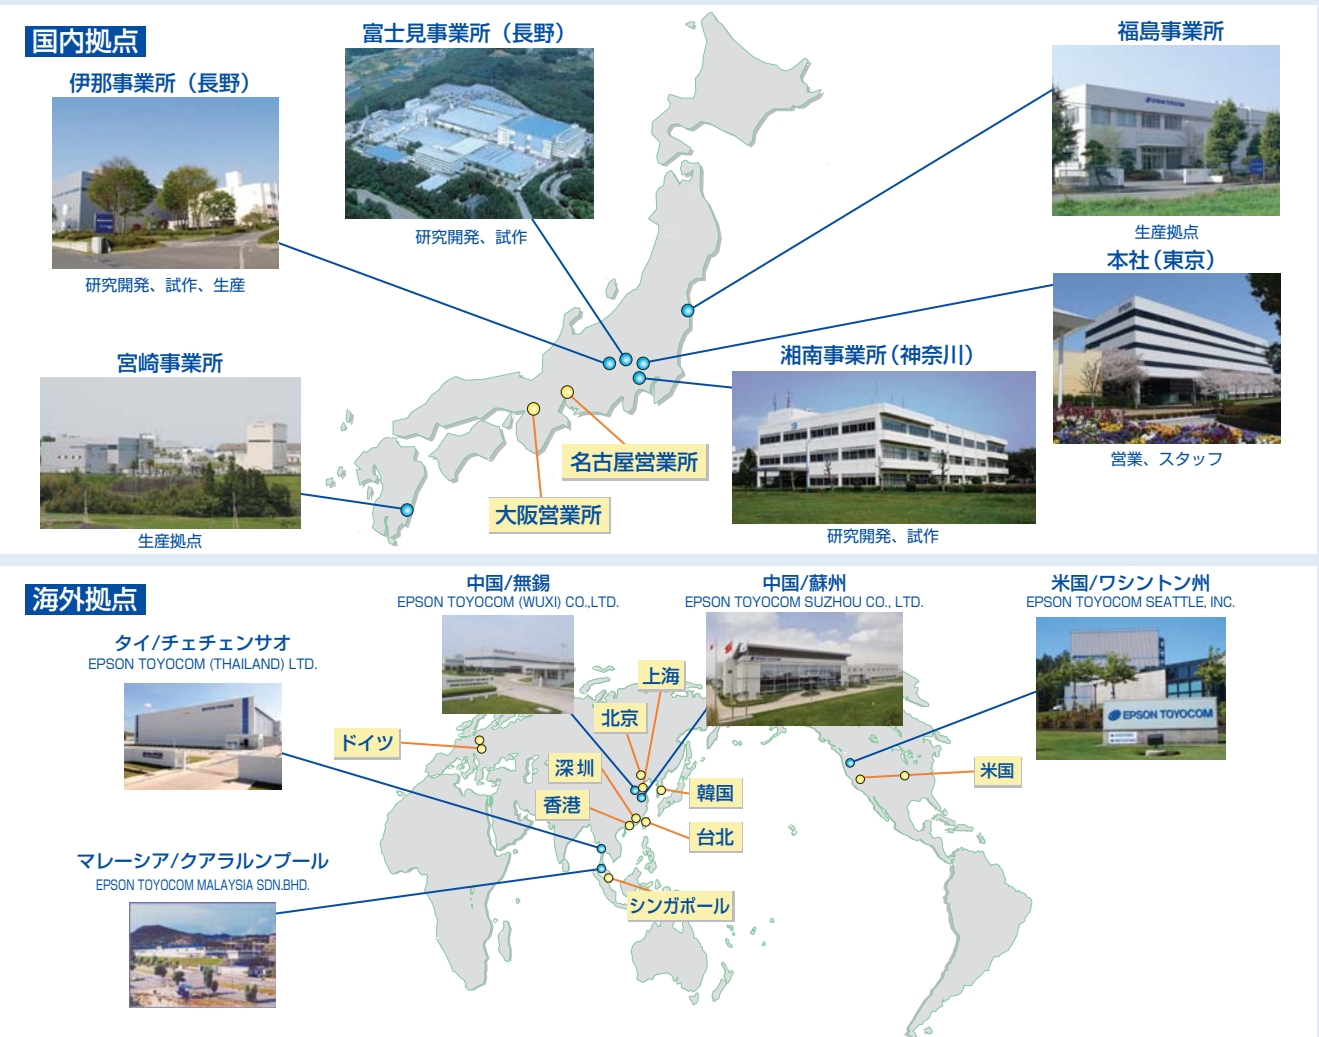 国内拠点
伊那事業所（長野）
研究開発、試作、生産
富士見事業所（長野）
研究開発、試作
福島事業所
EPSON TOYOCOM
生産拠点
本社（東京）
EPSON
営業、スタッフ
宮崎事業所
生産拠点
湘南事業所（神奈川）
研究開発、試作
名古屋営業所
大阪営業所
海外拠点
中国/無錫
EPSON TOYOCOM (WUXI) CO.,LTD.
中国/蘇州
EPSON TOYOCOM SUZHOU CO., LTD.
米国/ワシントン州
EPSON TOYOCOM SEATTLE, INC.
EPSON TOYOCOM
タイ/チェチェンサオ
EPSON TOYOCOM (THAILAND) LTD.
EPSON TOYOCOM
上海
北京
ドイツ
深圳
香港
韓国
台北
米国
マレーシア/クアラルンプール
EPSON TOYOCOM MALAYSIA SDN.BHD.
シンガポール